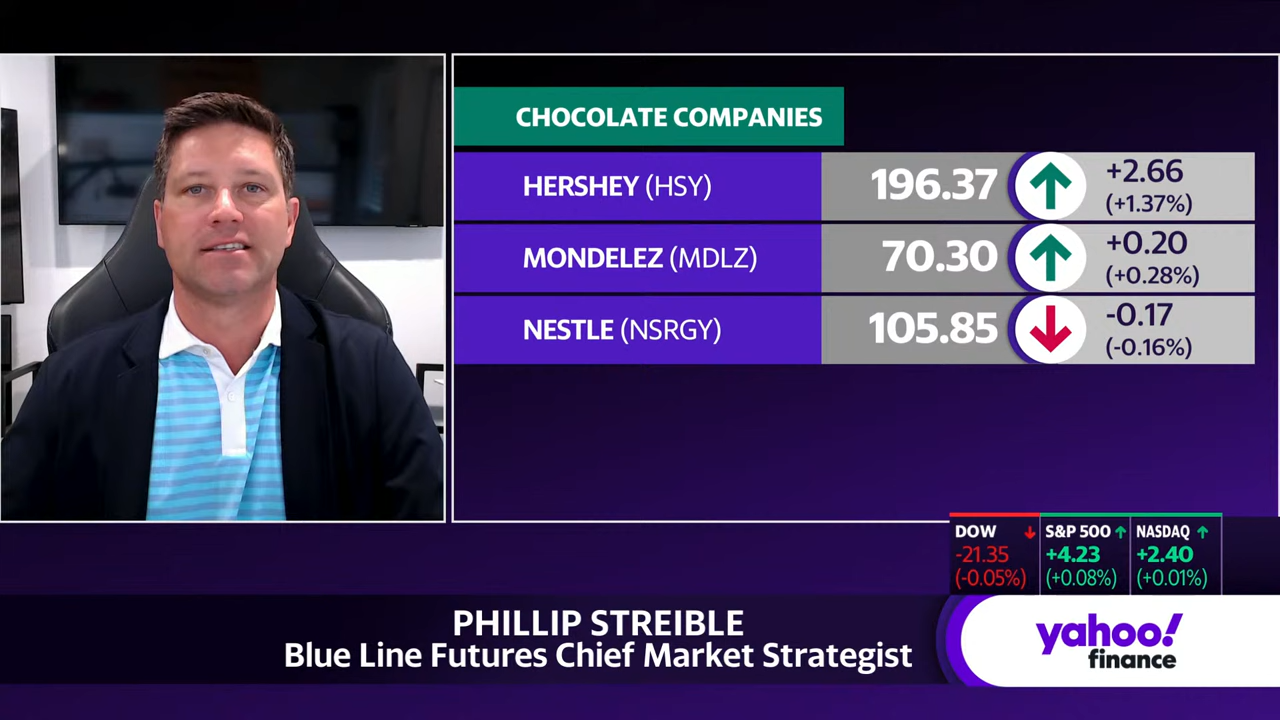 CHOCOLATE COMPANIES
HERSHEY (HSY) 196.37 +2.66 (+1.37%)
MONDELEZ (MDLZ) 70.30 +0.20 (+0.28%)
NESTLE (NSRGY) 105.85 -0.17 (-0.16%)
DOW S&P 500 NASDAQ
-21.35 +4.23 +2.40
(-0.05%) (+0.08%) (+0.01%)
PHILLIP STREIBLE
Blue Line Futures Chief Market Strategist
yahoo!
finance